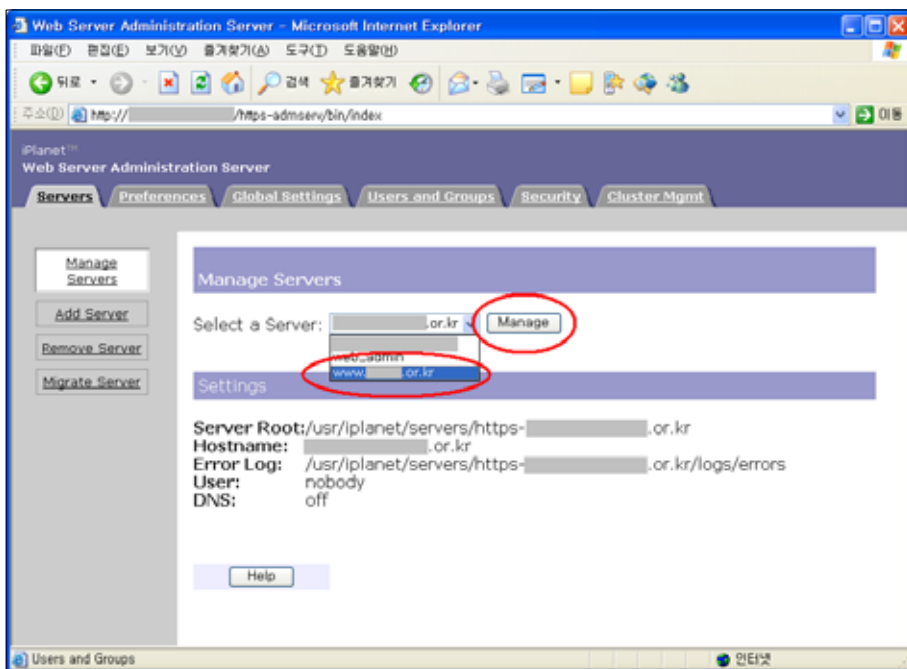 Web Server Administration Server - Microsoft Internet Explorer
파일(F) 편집(E) 보기(V) 즐겨찾기(A) 도구(T) 도움말(H)
뒤로 검색 즐겨찾기
주소(D) http:// /https-admserv/bin/index 이동
iPlanet™
Web Server Administration Server
Servers Preferences Global Settings Users and Groups Security Cluster Mgmt
Manage
Servers
Add Server
Remove Server
Migrate Server
Manage Servers
Select a Server: .or.kr Manage
web_admin
www. .or.kr
Settings
Server Root:/usr/iplanet/servers/https- .or.kr
Hostname: .or.kr
Error Log: /usr/iplanet/servers/https- .or.kr/logs/errors
User: nobody
DNS: off
Help
Users and Groups 인터넷